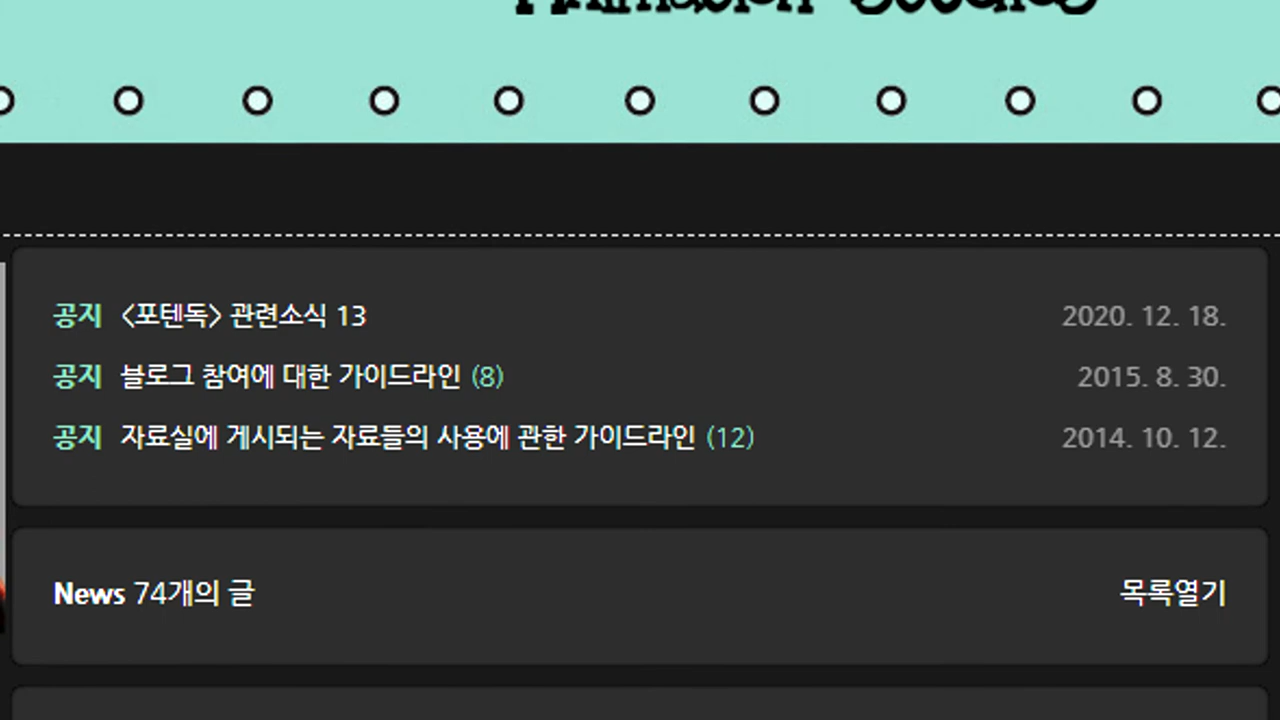 공지 <포텐독> 관련소식 13 2020. 12. 18.
공지 블로그 참여에 대한 가이드라인 (8) 2015. 8. 30.
공지 자료실에 게시되는 자료들의 사용에 관한 가이드라인 (12) 2014. 10. 12.
News 74개의 글 목록열기